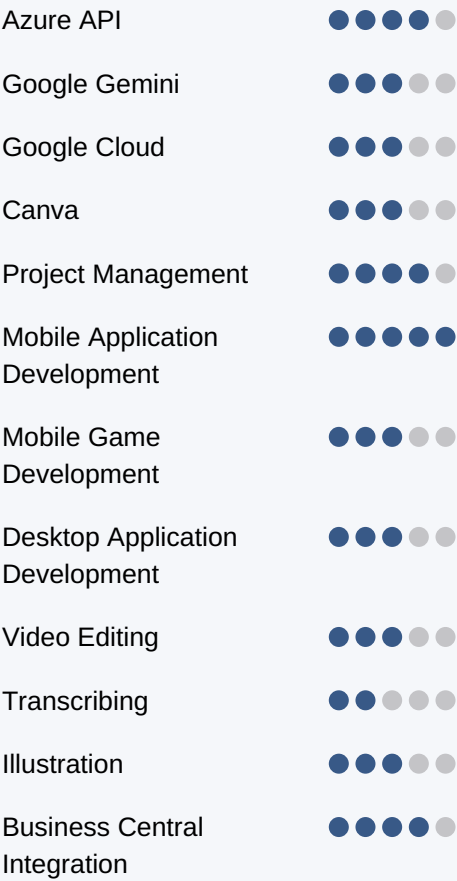 Azure API
Google Gemini
Google Cloud
Canva
Project Management
Mobile Application
Development
Mobile Game
Development
Desktop Application
Development
Video Editing
Transcribing
Illustration
Business Central
Integration